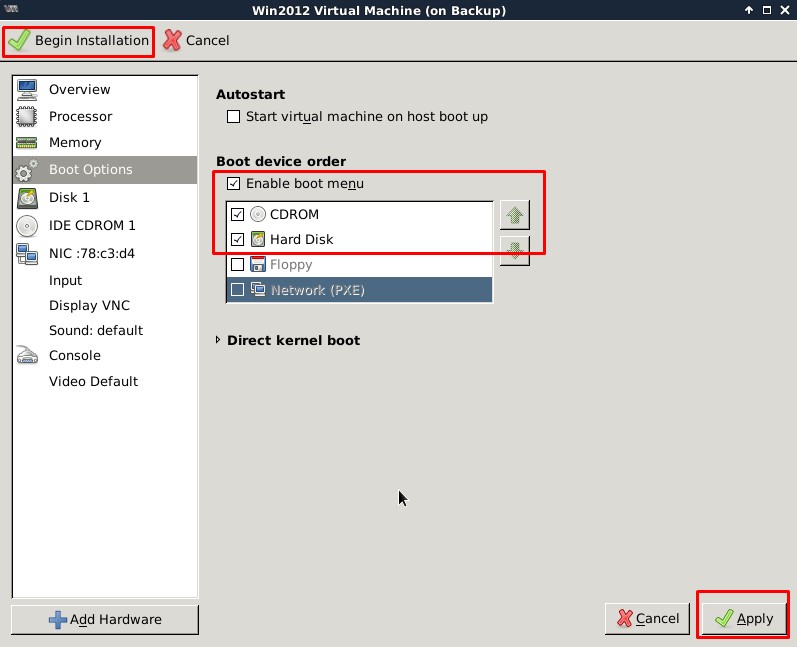 Win2012 Virtual Machine (on Backup)
Begin Installation
Cancel
Overview
Processor
Memory
Boot Options
Disk 1
IDE CDROM 1
NIC :78:c3:d4
Input
Display VNC
Sound: default
Console
Video Default
Add Hardware
Autostart
Start virtual machine on host boot up
Boot device order
Enable boot menu
CDROM
Hard Disk
Floppy
Network (PXE)
Direct kernel boot
Cancel
Apply